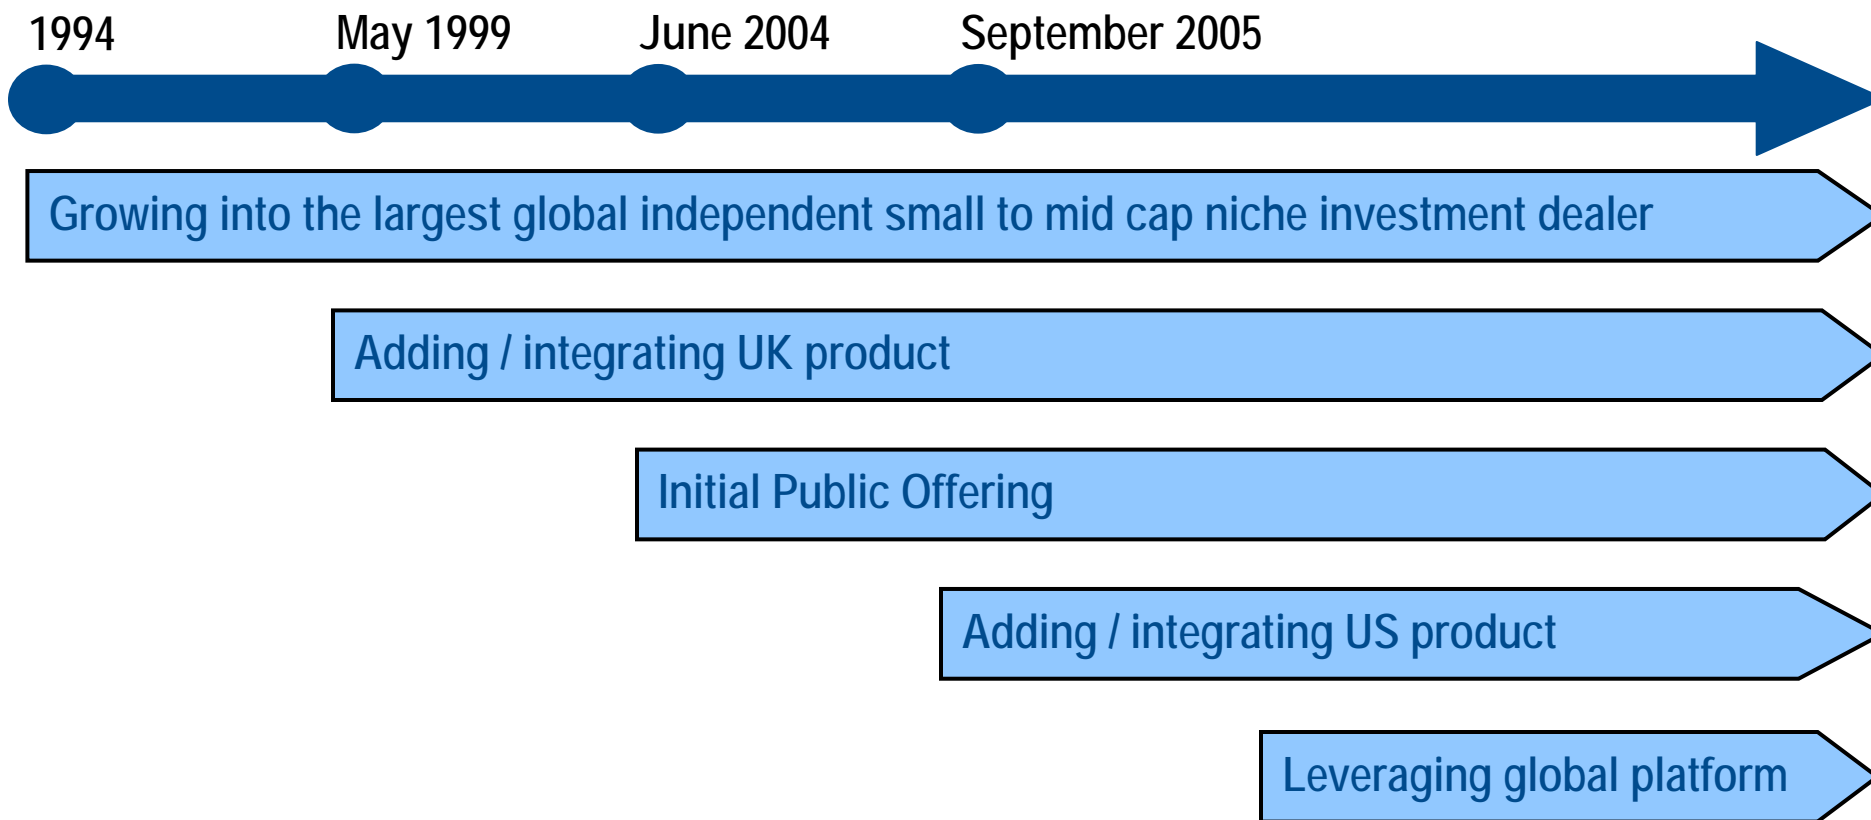 1994 May 1999 June 2004 September 2005
Growing into the largest global independent small to mid cap niche investment dealer
Adding / integrating UK product
Initial Public Offering
Adding / integrating US product
Leveraging global platform